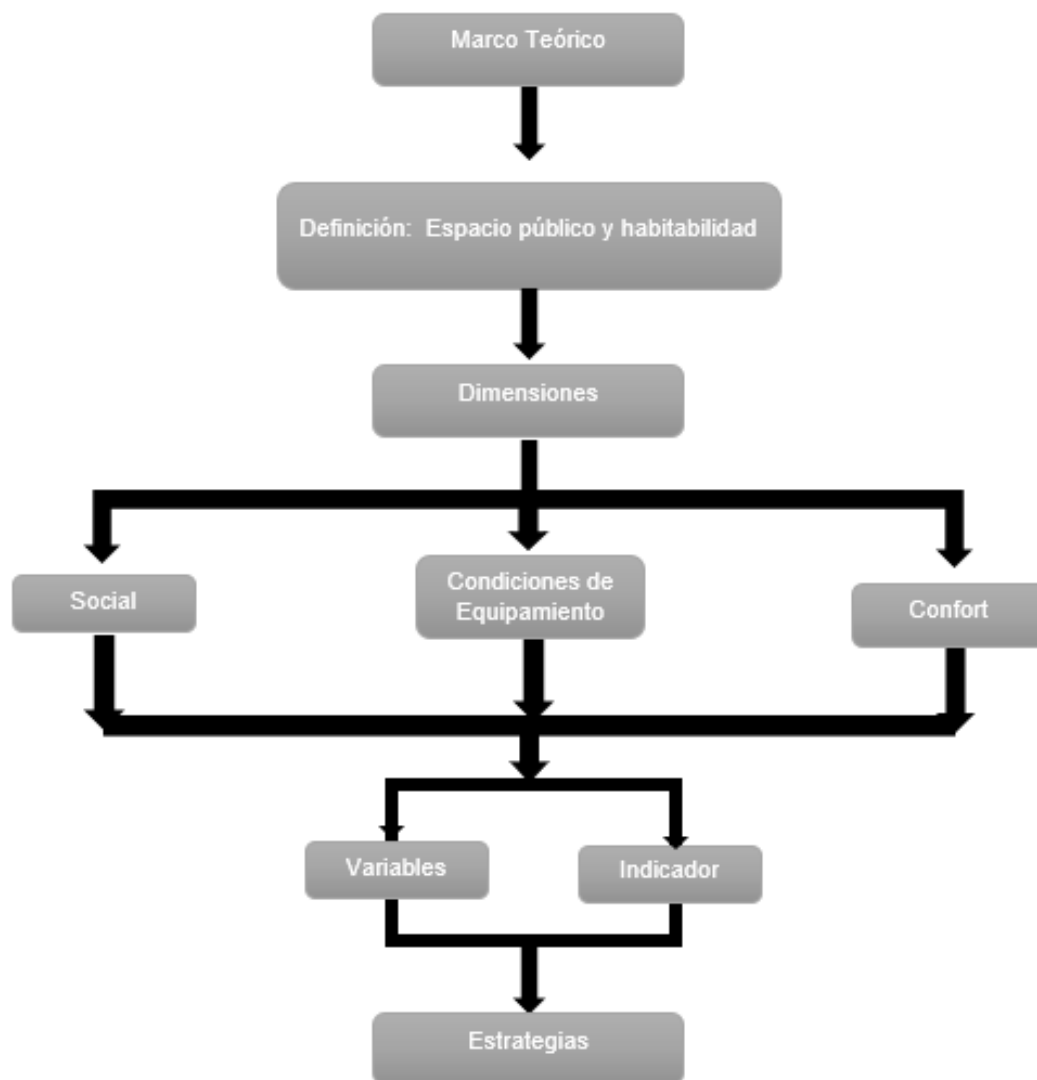 Marco Teórico
Definición:  Espacio público y habitabilidad
Dimensiones
Social
Condiciones de
Equipamiento
Confort
Variables
Indicador
Estrategias